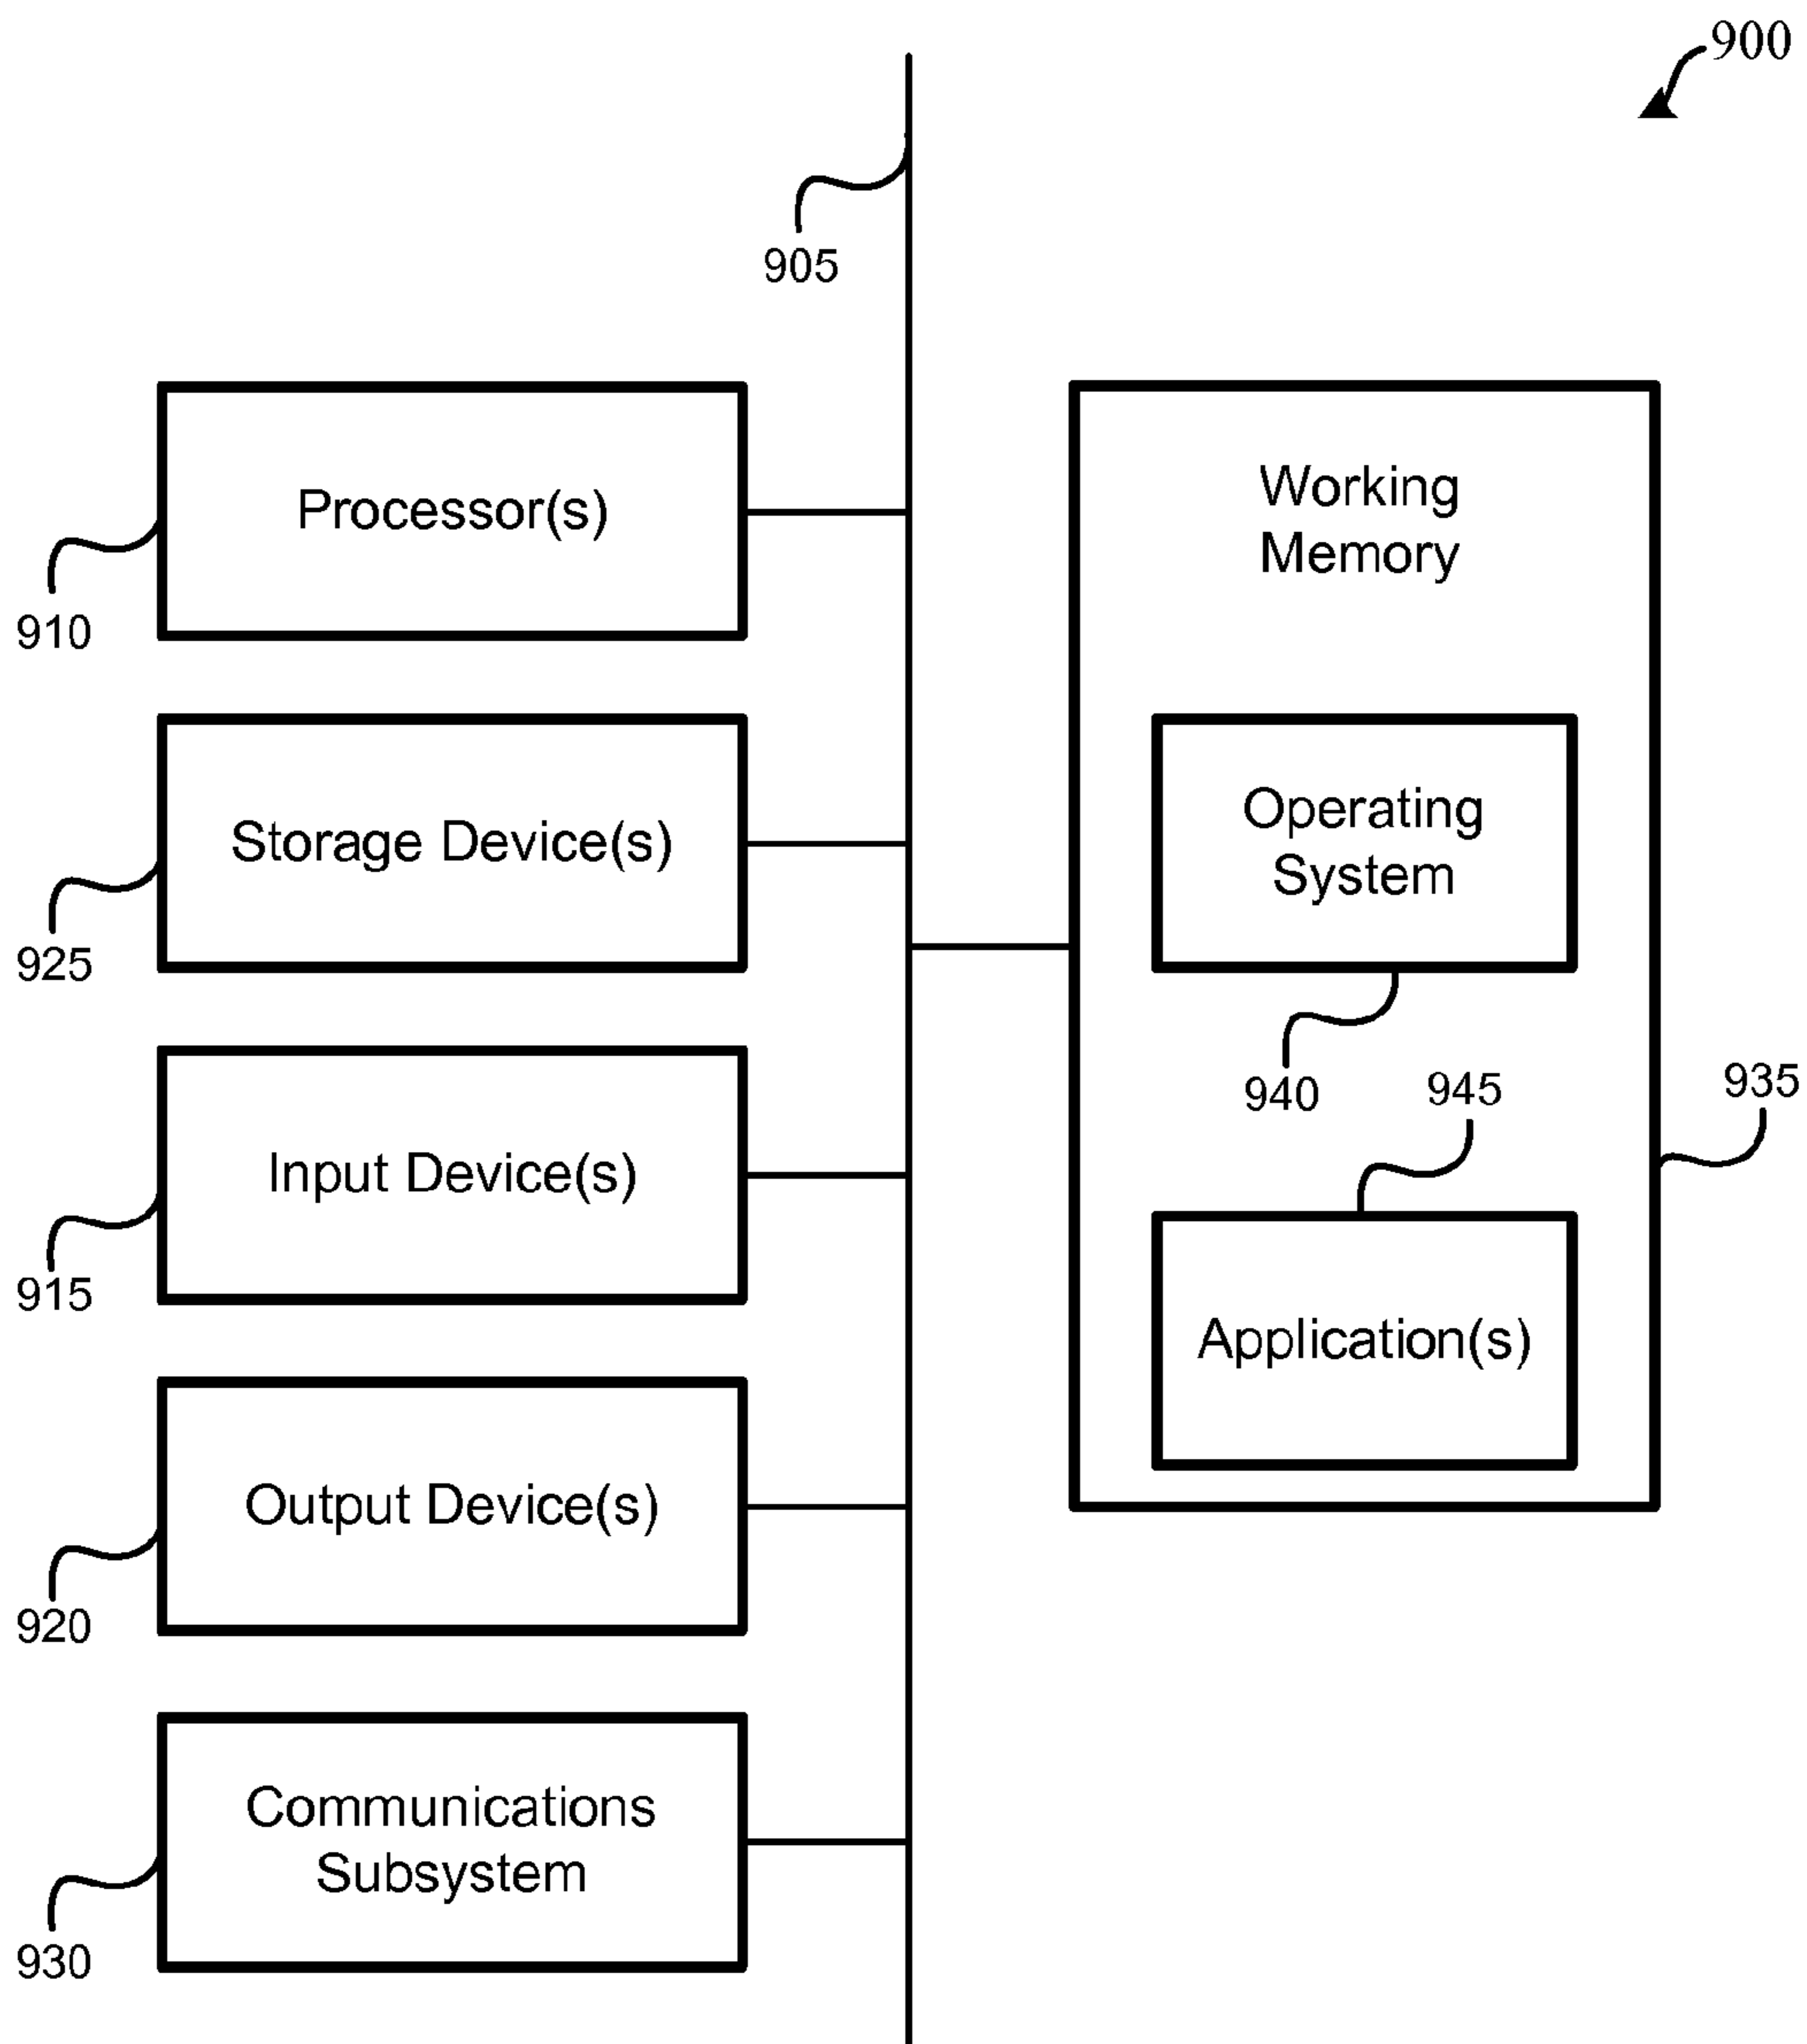 900
905
Processor(s)
910
Storage Device(s)
925
Input Device(s)
915
Output Device(s)
920
Communications
Subsystem
930
Working
Memory
Operating
System
940
945
935
Application(s)